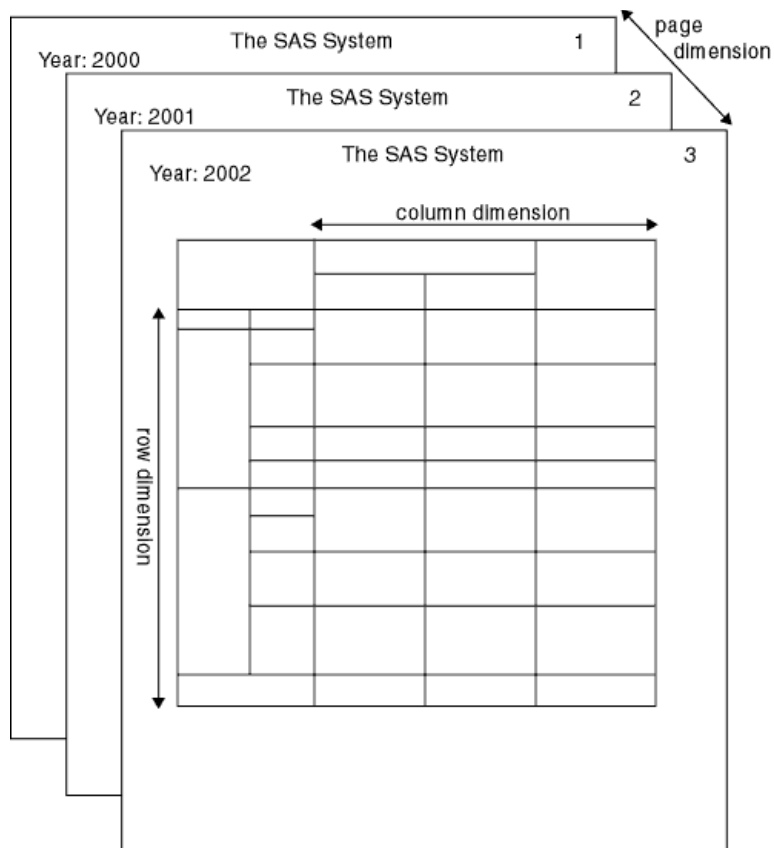 The SAS System 1
page
dimension
Year: 2000
The SAS System 2
Year: 2001
The SAS System 3
Year: 2002
column dimension
row dimension